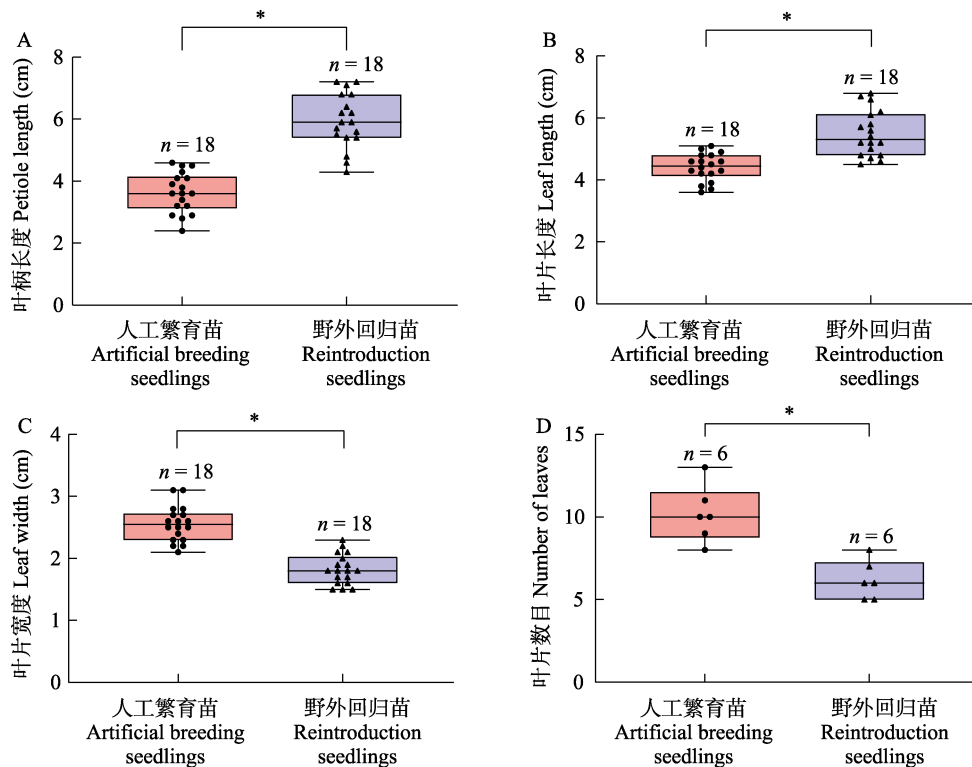 A
*
叶柄长度 Petiole length (cm)
8
6
4
2
0
n = 18
n = 18
人工繁育苗
Artificial breeding
seedlings
野外回归苗
Reintroduction
seedlings
B
*
叶片长度 Leaf length (cm)
8
6
4
2
0
n = 18
n = 18
人工繁育苗
Artificial breeding
seedlings
野外回归苗
Reintroduction
seedlings
C
*
叶片宽度 Leaf width (cm)
4
3
2
1
0
n = 18
n = 18
人工繁育苗
Artificial breeding
seedlings
野外回归苗
Reintroduction
seedlings
D
*
叶片数目 Number of leaves
15
10
5
0
n = 6
n = 6
人工繁育苗
Artificial breeding
seedlings
野外回归苗
Reintroduction
seedlings